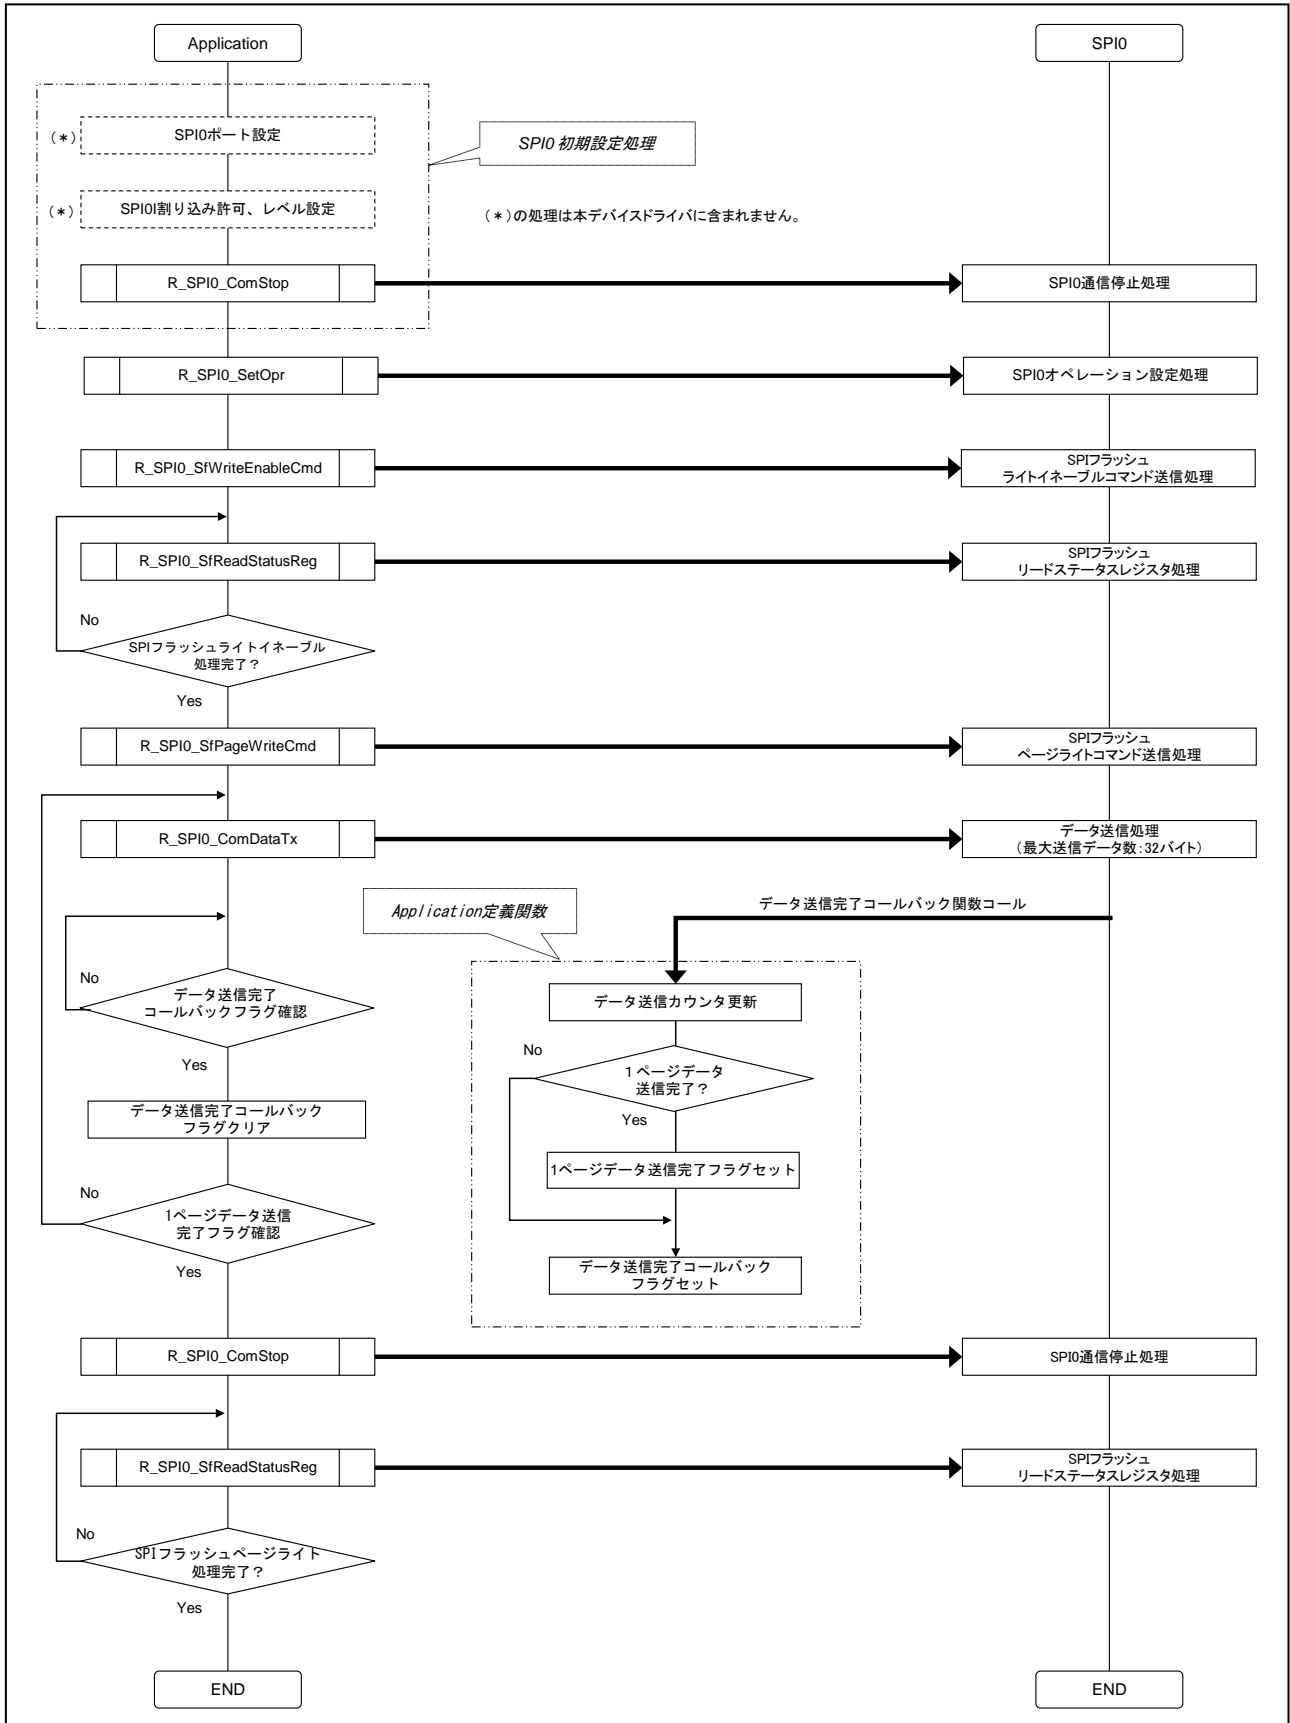 Application
SPI0
(*)
SPI0ポート設定
SPI0 初期設定処理
(*)
SPI0I割り込み許可、レベル設定
(*)の処理は本デバイスドライバに含まれません。
R_SPI0_ComStop
SPI0通信停止処理
R_SPI0_SetOpr
SPI0オペレーション設定処理
R_SPI0_SfWriteEnableCmd
SPIフラッシュ
ライトイネーブルコマンド送信処理
R_SPI0_SfReadStatusReg
SPIフラッシュ
リードステータスレジスタ処理
No
SPIフラッシュライトイネーブル
処理完了?
Yes
R_SPI0_SfPageWriteCmd
SPIフラッシュ
ページライトコマンド送信処理
R_SPI0_ComDataTx
データ送信処理
(最大送信データ数:32バイト)
Application定義関数
データ送信完了コールバック関数コール
No
データ送信完了
コールバックフラグ確認
Yes
データ送信カウンタ更新
No
1ページデータ
送信完了?
Yes
データ送信完了コールバック
フラグクリア
1ページデータ送信完了フラグセット
No
1ページデータ送信
完了フラグ確認
Yes
データ送信完了コールバック
フラグセット
R_SPI0_ComStop
SPI0通信停止処理
R_SPI0_SfReadStatusReg
SPIフラッシュ
リードステータスレジスタ処理
No
SPIフラッシュページライト
処理完了?
Yes
END
END